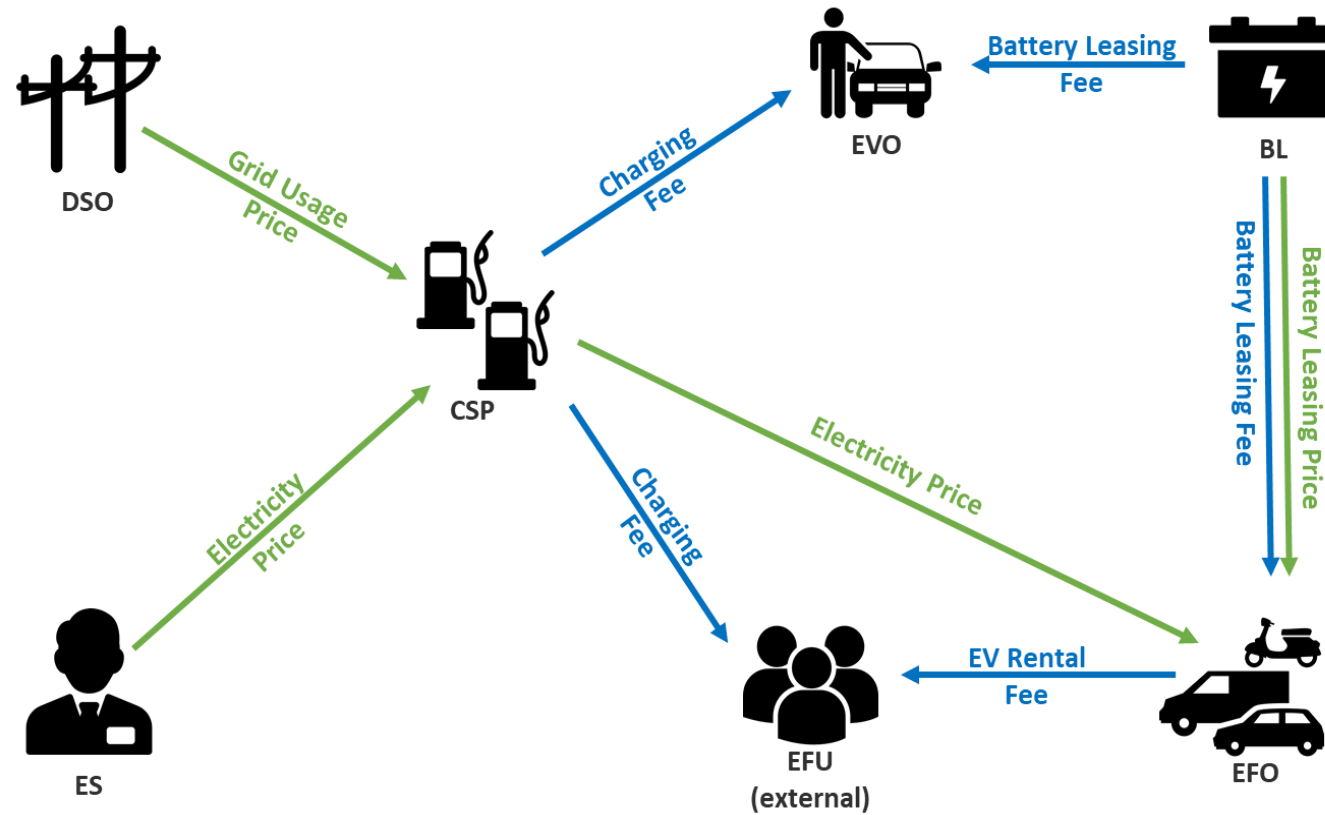 Battery Leasing
Fee
EVO
BL
DSO
Grid Usage
Price
Charging
Fee
CSP
Battery Leasing Fee
Battery Leasing Price
Electricity Price
Electricity
Price
Charging
Fee
EV Rental
Fee
ES
EFU
(external)
EFO